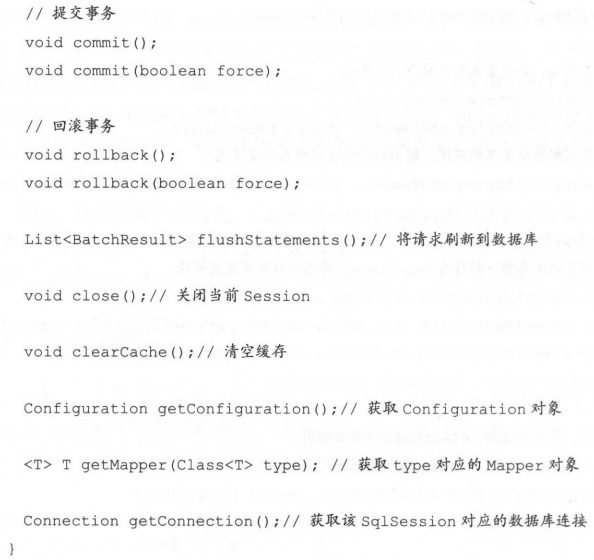 // 提交事务
void commit();
void commit(boolean force);
// 回滚事务
void rollback();
void rollback(boolean force);
List<BatchResult> flushStatements();// 将请求刷新到数据库
void close();// 关闭当前 Session
void clearCache();// 清空缓存
Configuration getConfiguration();// 获取 Configuration 对象
<T> T getMapper(Class<T> type); // 获取 type 对应的 Mapper 对象
Connection getConnection();// 获取该 SqlSession 对应的数据库连接
}